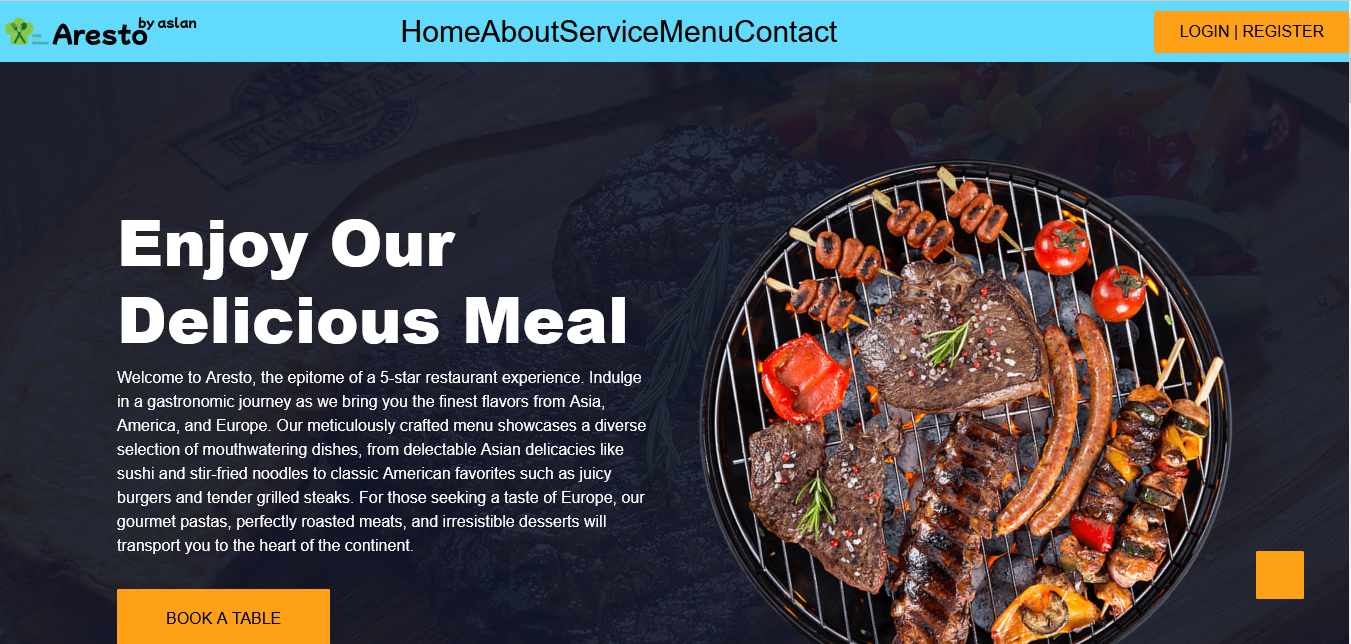 Aresto by aslan
HomeAboutServiceMenuContact
LOGIN | REGISTER
Enjoy Our
Delicious Meal
Welcome to Aresto, the epitome of a 5-star restaurant experience. Indulge
in a gastronomic journey as we bring you the finest flavors from Asia,
America, and Europe. Our meticulously crafted menu showcases a diverse
selection of mouthwatering dishes, from delectable Asian delicacies like
sushi and stir-fried noodles to classic American favorites such as juicy
burgers and tender grilled steaks. For those seeking a taste of Europe, our
gourmet pastas, perfectly roasted meats, and irresistible desserts will
transport you to the heart of the continent.
BOOK A TABLE